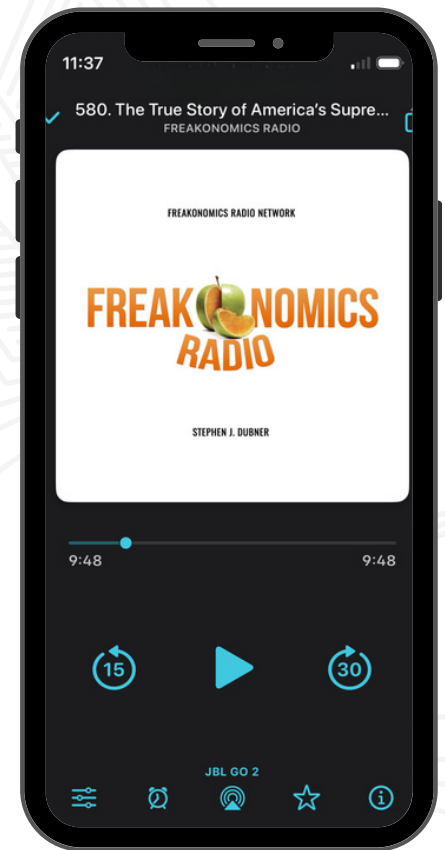 11:37
580. The True Story of America's Supre...
FREAKONOMICS RADIO
FREAKONOMICS RADIO NETWORK
FREAKONOMICS
RADIO
STEPHEN J. DUBNER
9:48 9:48
15 30
JBL GO 2